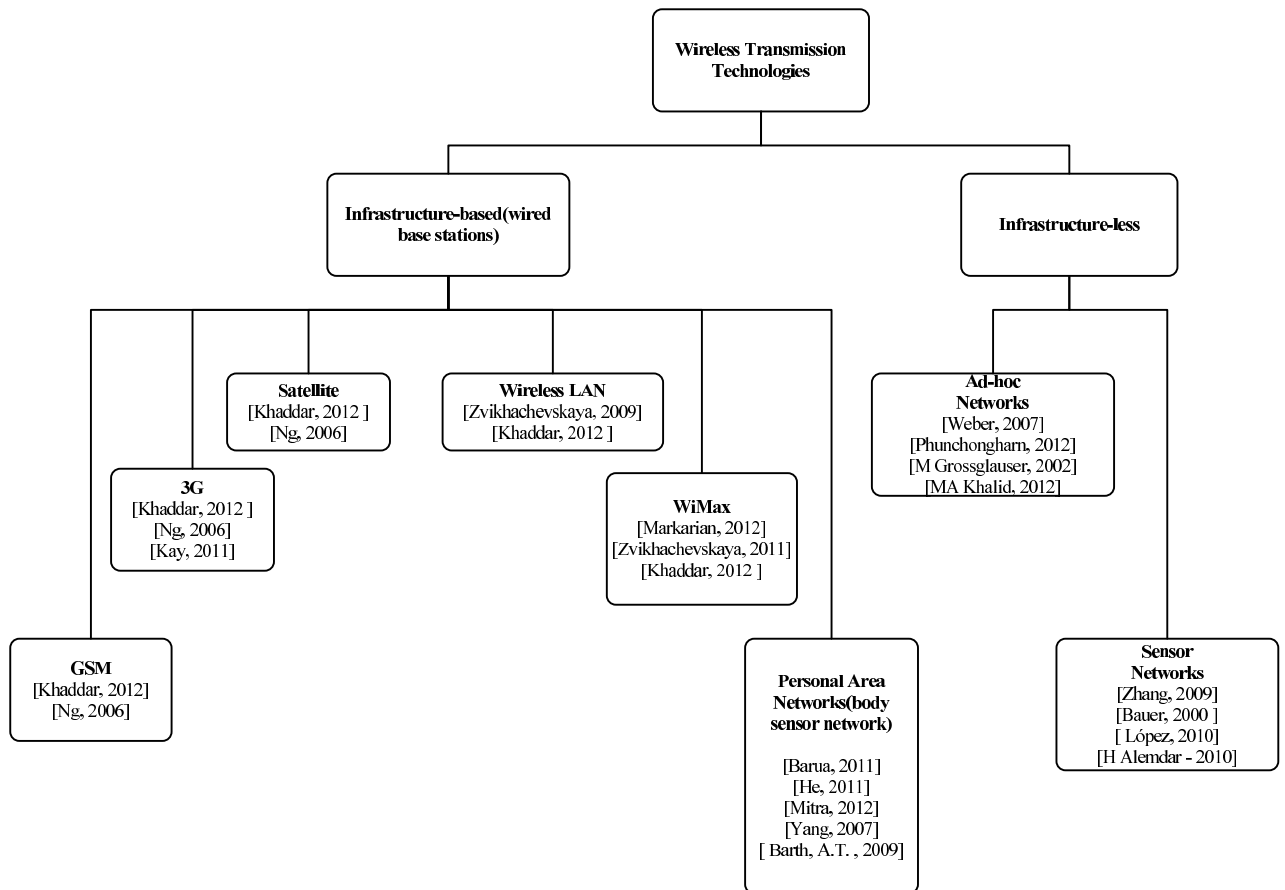 Wireless Transmission
Technologies
Infrastructure-based(wired
base stations)
Infrastructure-less
Satellite
[Khaddar, 2012 ]
[Ng, 2006]
Wireless LAN
[Zvikhachevskaya, 2009]
[Khaddar, 2012 ]
Ad-hoc
Networks
[Weber, 2007]
[Phunchongharn, 2012]
[M Grossglauser, 2002]
[MA Khalid, 2012]
3G
[Khaddar, 2012 ]
[Ng, 2006]
[Kay, 2011]
WiMax
[Markarian, 2012]
[Zvikhachevskaya, 2011]
[Khaddar, 2012 ]
GSM
[Khaddar, 2012]
[Ng, 2006]
Personal Area
Networks(body
sensor network)
[Barua, 2011]
[He, 2011]
[Mitra, 2012]
[Yang, 2007]
[ Barth, A.T. , 2009]
Sensor
Networks
[Zhang, 2009]
[Bauer, 2000 ]
[ López, 2010]
[H Alemdar - 2010]